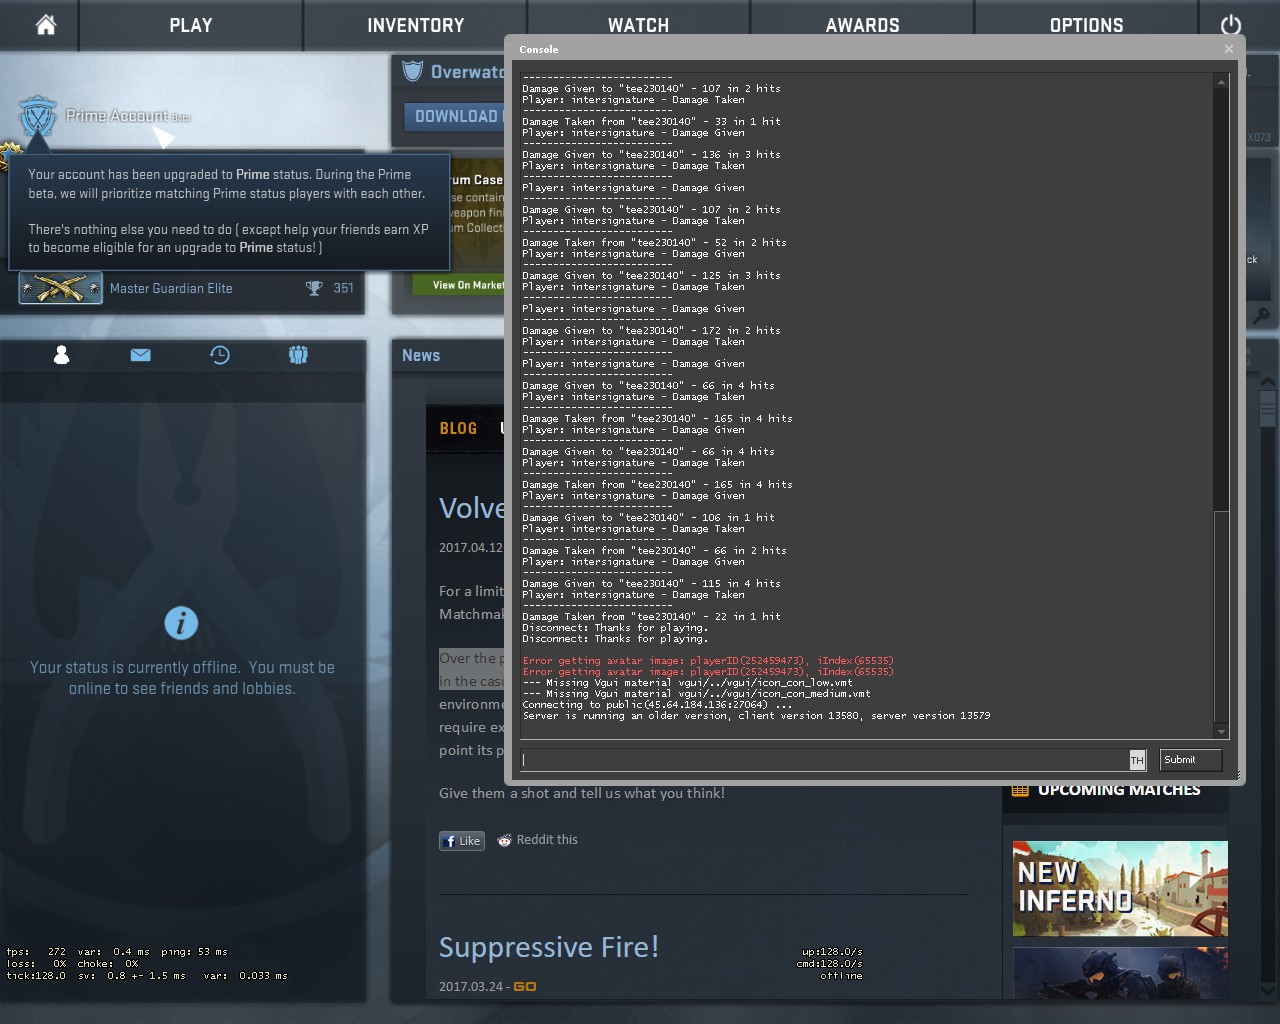 PLAY
INVENTORY
WATCH
AWARDS
OPTIONS
Prime Account Beta
Your account has been upgraded to Prime status. During the Prime
beta, we will prioritize matching Prime status players with each other.
There's nothing else you need to do ( except help your friends earn XP
to become eligible for an upgrade to Prime status! )
Master Guardian Elite
351
Your status is currently offline. You must be
online to see friends and lobbies.
Overwatc
DOWNLOAD
X073
rum Case
se contain
weapon fini
um Collecti
View On Market
ck
News
BLOG
Volve
2017.04.12
For a limit
Matchmak
Over the p
in the casu
environme
require ex
point its p
Give them a shot and tell us what you think!
Like
Reddit this
Suppressive Fire!
2017.03.24 - GO
UPCOMING MATCHES
NEW
INFERNO
Console
-------------------------
Damage Given to "tee230140" - 107 in 2 hits
Player: intersignature - Damage Taken
-------------------------
Damage Taken from "tee230140" - 33 in 1 hit
Player: intersignature - Damage Given
-------------------------
Damage Given to "tee230140" - 136 in 3 hits
Player: intersignature - Damage Taken
-------------------------
Player: intersignature - Damage Given
-------------------------
Damage Given to "tee230140" - 107 in 2 hits
Player: intersignature - Damage Taken
-------------------------
Damage Taken from "tee230140" - 52 in 2 hits
Player: intersignature - Damage Given
-------------------------
Damage Given to "tee230140" - 125 in 3 hits
Player: intersignature - Damage Taken
-------------------------
Player: intersignature - Damage Given
-------------------------
Damage Given to "tee230140" - 172 in 2 hits
Player: intersignature - Damage Taken
-------------------------
Player: intersignature - Damage Given
-------------------------
Damage Given to "tee230140" - 66 in 4 hits
Player: intersignature - Damage Taken
-------------------------
Damage Taken from "tee230140" - 165 in 4 hits
Player: intersignature - Damage Given
-------------------------
Damage Given to "tee230140" - 66 in 4 hits
Player: intersignature - Damage Taken
-------------------------
Damage Taken from "tee230140" - 165 in 4 hits
Player: intersignature - Damage Given
-------------------------
Damage Given to "tee230140" - 106 in 1 hit
Player: intersignature - Damage Taken
-------------------------
Damage Taken from "tee230140" - 66 in 2 hits
Player: intersignature - Damage Given
-------------------------
Damage Given to "tee230140" - 115 in 4 hits
Player: intersignature - Damage Taken
-------------------------
Damage Taken from "tee230140" - 22 in 1 hit
Disconnect: Thanks for playing.
Disconnect: Thanks for playing.
Error getting avatar image: playerID(252459473), iIndex(65535)
Error getting avatar image: playerID(252459473), iIndex(65535)
--- Missing Vgui material vgui/../vgui/icon_con_low.vmt
--- Missing Vgui material vgui/../vgui/icon_con_medium.vmt
Connecting to public(45.64.184.136:27064) ...
Server is running an older version, client version 13580, server version 13579
TH
Submit
fps: 272 var: 0.4 ms ping: 53 ms
loss: 0% choke: 0%
tick:128.0 sv: 0.8 +- 1.5 ms var: 0.033 ms
up:128.0/s
cmd:128.0/s
offline